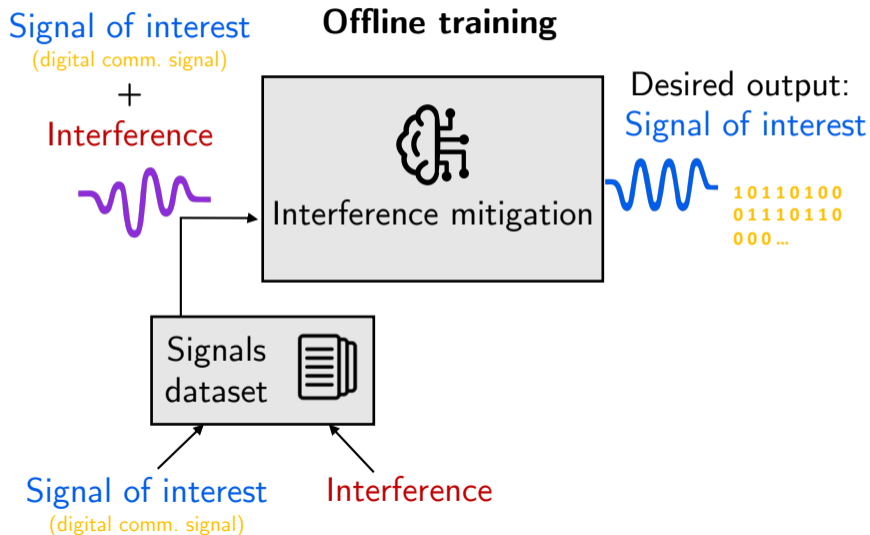 Offline training
Signal of interest
(digital comm. signal)
+
Interference
Interference mitigation
Desired output:
Signal of interest
10110100
01110110
000...
Signals
dataset
Signal of interest
(digital comm. signal)
Interference